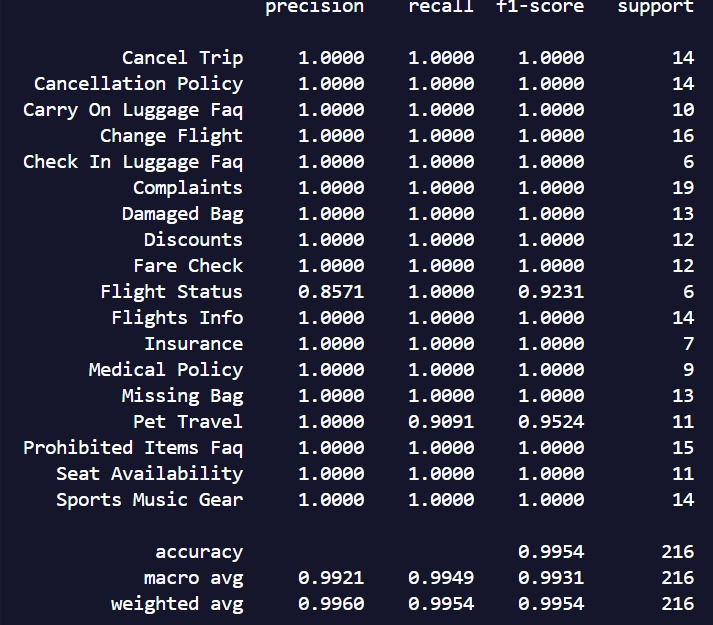 precision recall f1-score support
Cancel Trip 1.0000 1.0000 1.0000 14
Cancellation Policy 1.0000 1.0000 1.0000 14
Carry On Luggage Faq 1.0000 1.0000 1.0000 10
Change Flight 1.0000 1.0000 1.0000 16
Check In Luggage Faq 1.0000 1.0000 1.0000 6
Complaints 1.0000 1.0000 1.0000 19
Damaged Bag 1.0000 1.0000 1.0000 13
Discounts 1.0000 1.0000 1.0000 12
Fare Check 1.0000 1.0000 1.0000 12
Flight Status 0.8571 1.0000 0.9231 6
Flights Info 1.0000 1.0000 1.0000 14
Insurance 1.0000 1.0000 1.0000 7
Medical Policy 1.0000 1.0000 1.0000 9
Missing Bag 1.0000 1.0000 1.0000 13
Pet Travel 1.0000 0.9091 0.9524 11
Prohibited Items Faq 1.0000 1.0000 1.0000 15
Seat Availability 1.0000 1.0000 1.0000 11
Sports Music Gear 1.0000 1.0000 1.0000 14
accuracy 0.9954 216
macro avg 0.9921 0.9949 0.9931 216
weighted avg 0.9960 0.9954 0.9954 216